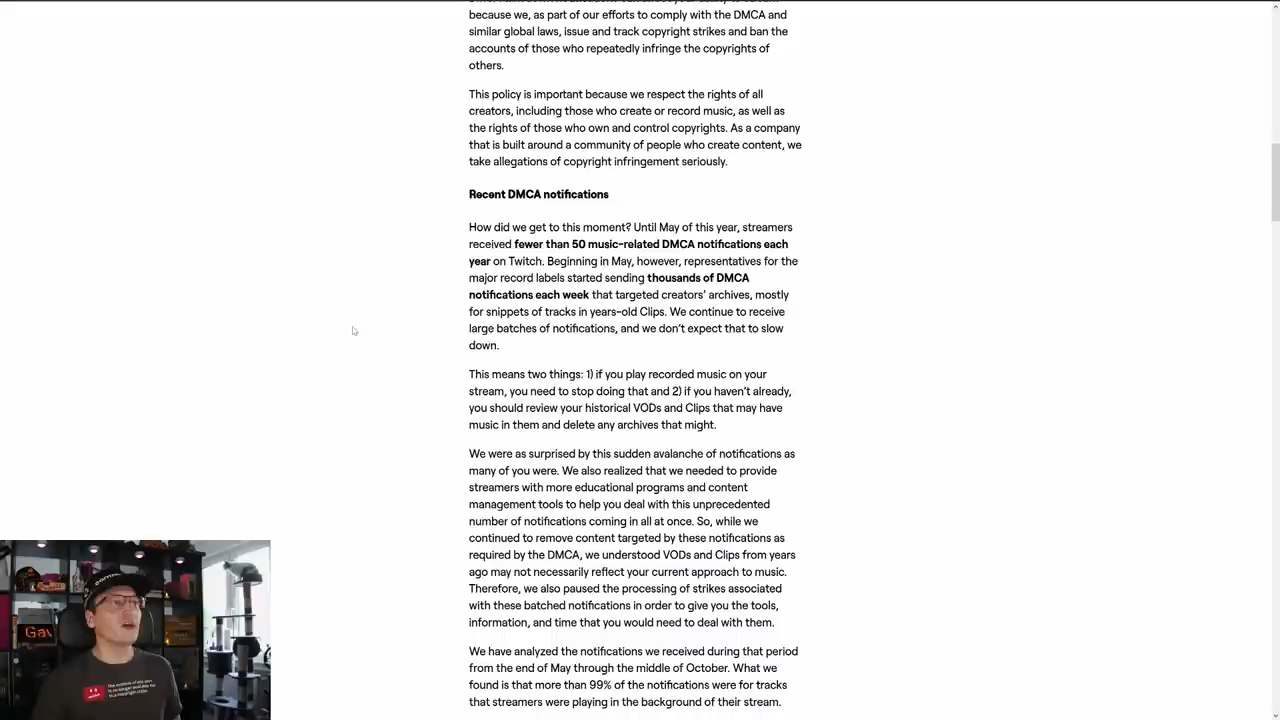 because we, as part of our efforts to comply with the DMCA and
similar global laws, issue and track copyright strikes and ban the
accounts of those who repeatedly infringe the copyrights of
others.
This policy is important because we respect the rights of all
creators, including those who create or record music, as well as
the rights of those who own and control copyrights. As a company
that is built around a community of people who create content, we
take allegations of copyright infringement seriously.
Recent DMCA notifications
How did we get to this moment? Until May of this year, streamers
received fewer than 50 music-related DMCA notifications each
year on Twitch. Beginning in May, however, representatives for the
major record labels started sending thousands of DMCA
notifications each week that targeted creators’ archives, mostly
for snippets of tracks in years-old Clips. We continue to receive
large batches of notifications, and we don’t expect that to slow
down.
This means two things: 1) if you play recorded music on your
stream, you need to stop doing that and 2) if you haven’t already,
you should review your historical VODs and Clips that may have
music in them and delete any archives that might.
We were as surprised by this sudden avalanche of notifications as
many of you were. We also realized that we needed to provide
streamers with more educational programs and content
management tools to help you deal with this unprecedented
number of notifications coming in all at once. So, while we
continued to remove content targeted by these notifications as
required by the DMCA, we understood VODs and Clips from years
ago may not necessarily reflect your current approach to music.
Therefore, we also paused the processing of strikes associated
with these batched notifications in order to give you the tools,
information, and time that you would need to deal with them.
We have analyzed the notifications we received during that period
from the end of May through the middle of October. What we
found is that more than 99% of the notifications were for tracks
that streamers were playing in the background of their stream.
Gav